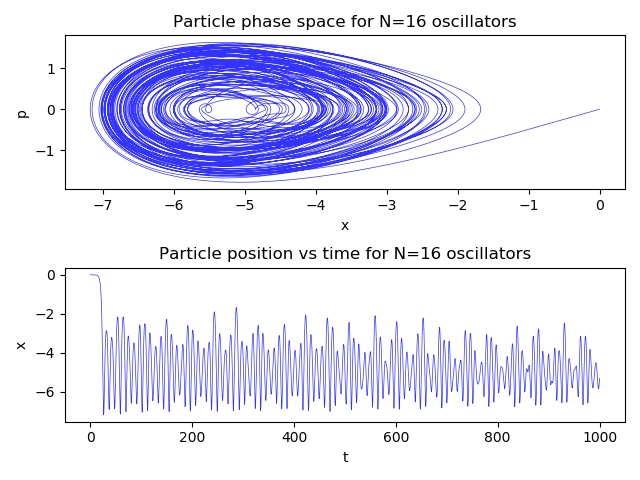 Particle phase space for N=16 oscillators
1
0
−1
p
−7 −6 −5 −4 −3 −2 −1 0
x
Particle position vs time for N=16 oscillators
0
−2
−4
−6
x
0 200 400 600 800 1000
t